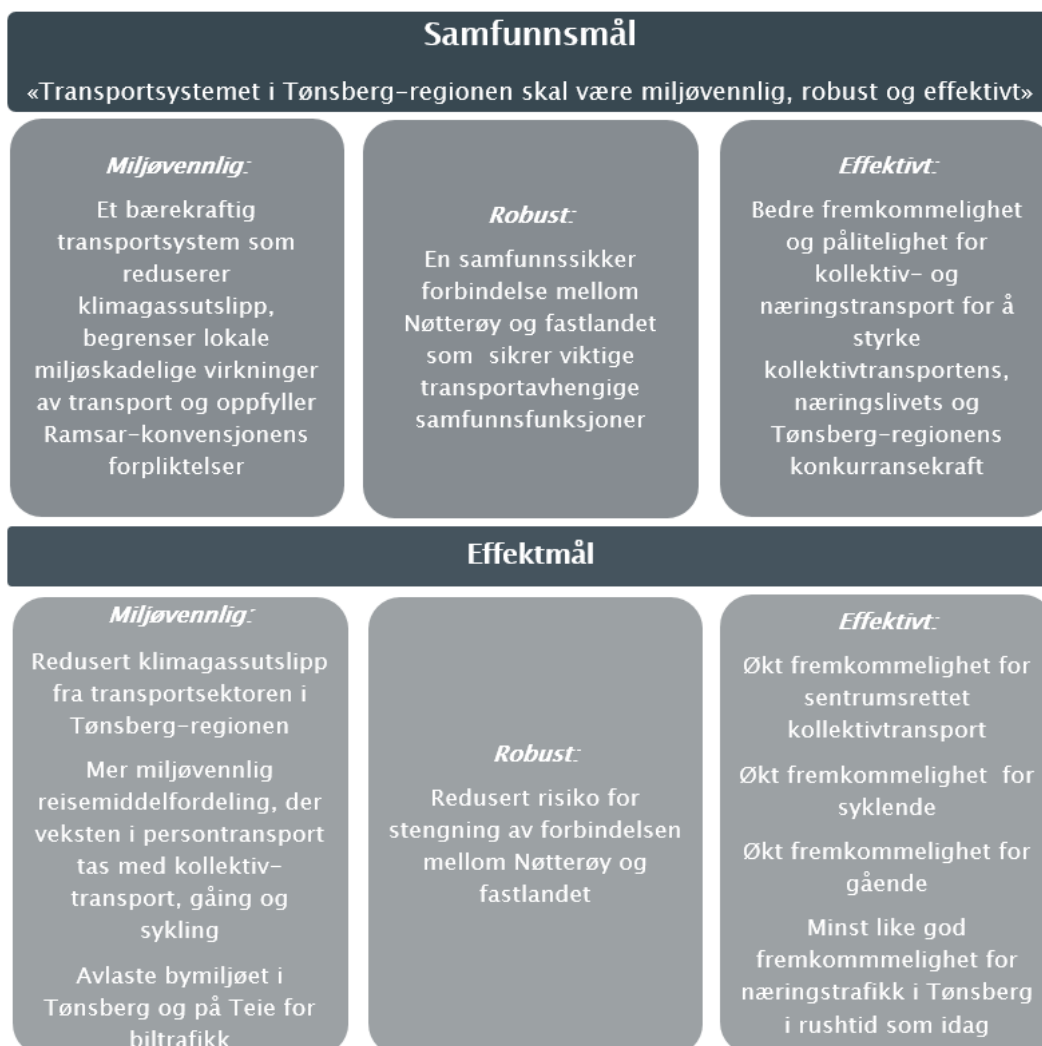 Samfunnsmål
«Transportsystemet i Tønsberg-regionen skal være miljøvennlig, robust og effektivt»
Miljøvennlig:
Et bærekraftig
transportsystem som
reduserer
klimagassutslipp,
begrenser lokale
miljøskadelige virkninger
av transport og oppfyller
Ramsar-konvensjonens
forpliktelser
Robust:
En samfunnssikker
forbindelse mellom
Nøtterøy og fastlandet
som sikrer viktige
transportavhengige
samfunnsfunksjoner
Effektivt:
Bedre fremkommelighet
og pålitelighet for
kollektiv- og
næringstransport for å
styrke
kollektivtransportens,
næringslivets og
Tønsberg-regionens
konkurransekraft
Effektmål
Miljøvennlig:
Redusert klimagassutslipp
fra transportsektoren i
Tønsberg-regionen
Mer miljøvennlig
reisemiddelfordeling, der
veksten i persontransport
tas med kollektiv-
transport, gåing og
sykling
Avlaste bymiljøet i
Tønsberg og på Teie for
biltrafikk
Robust:
Redusert risiko for
stengning av forbindelsen
mellom Nøtterøy og
fastlandet
Effektivt:
Økt fremkommelighet for
sentrumsrettet
kollektivtransport
Økt fremkommelighet for
syklende
Økt fremkommelighet for
gående
Minst like god
fremkommmelighet for
næringstrafikk i Tønsberg
i rushtid som idag